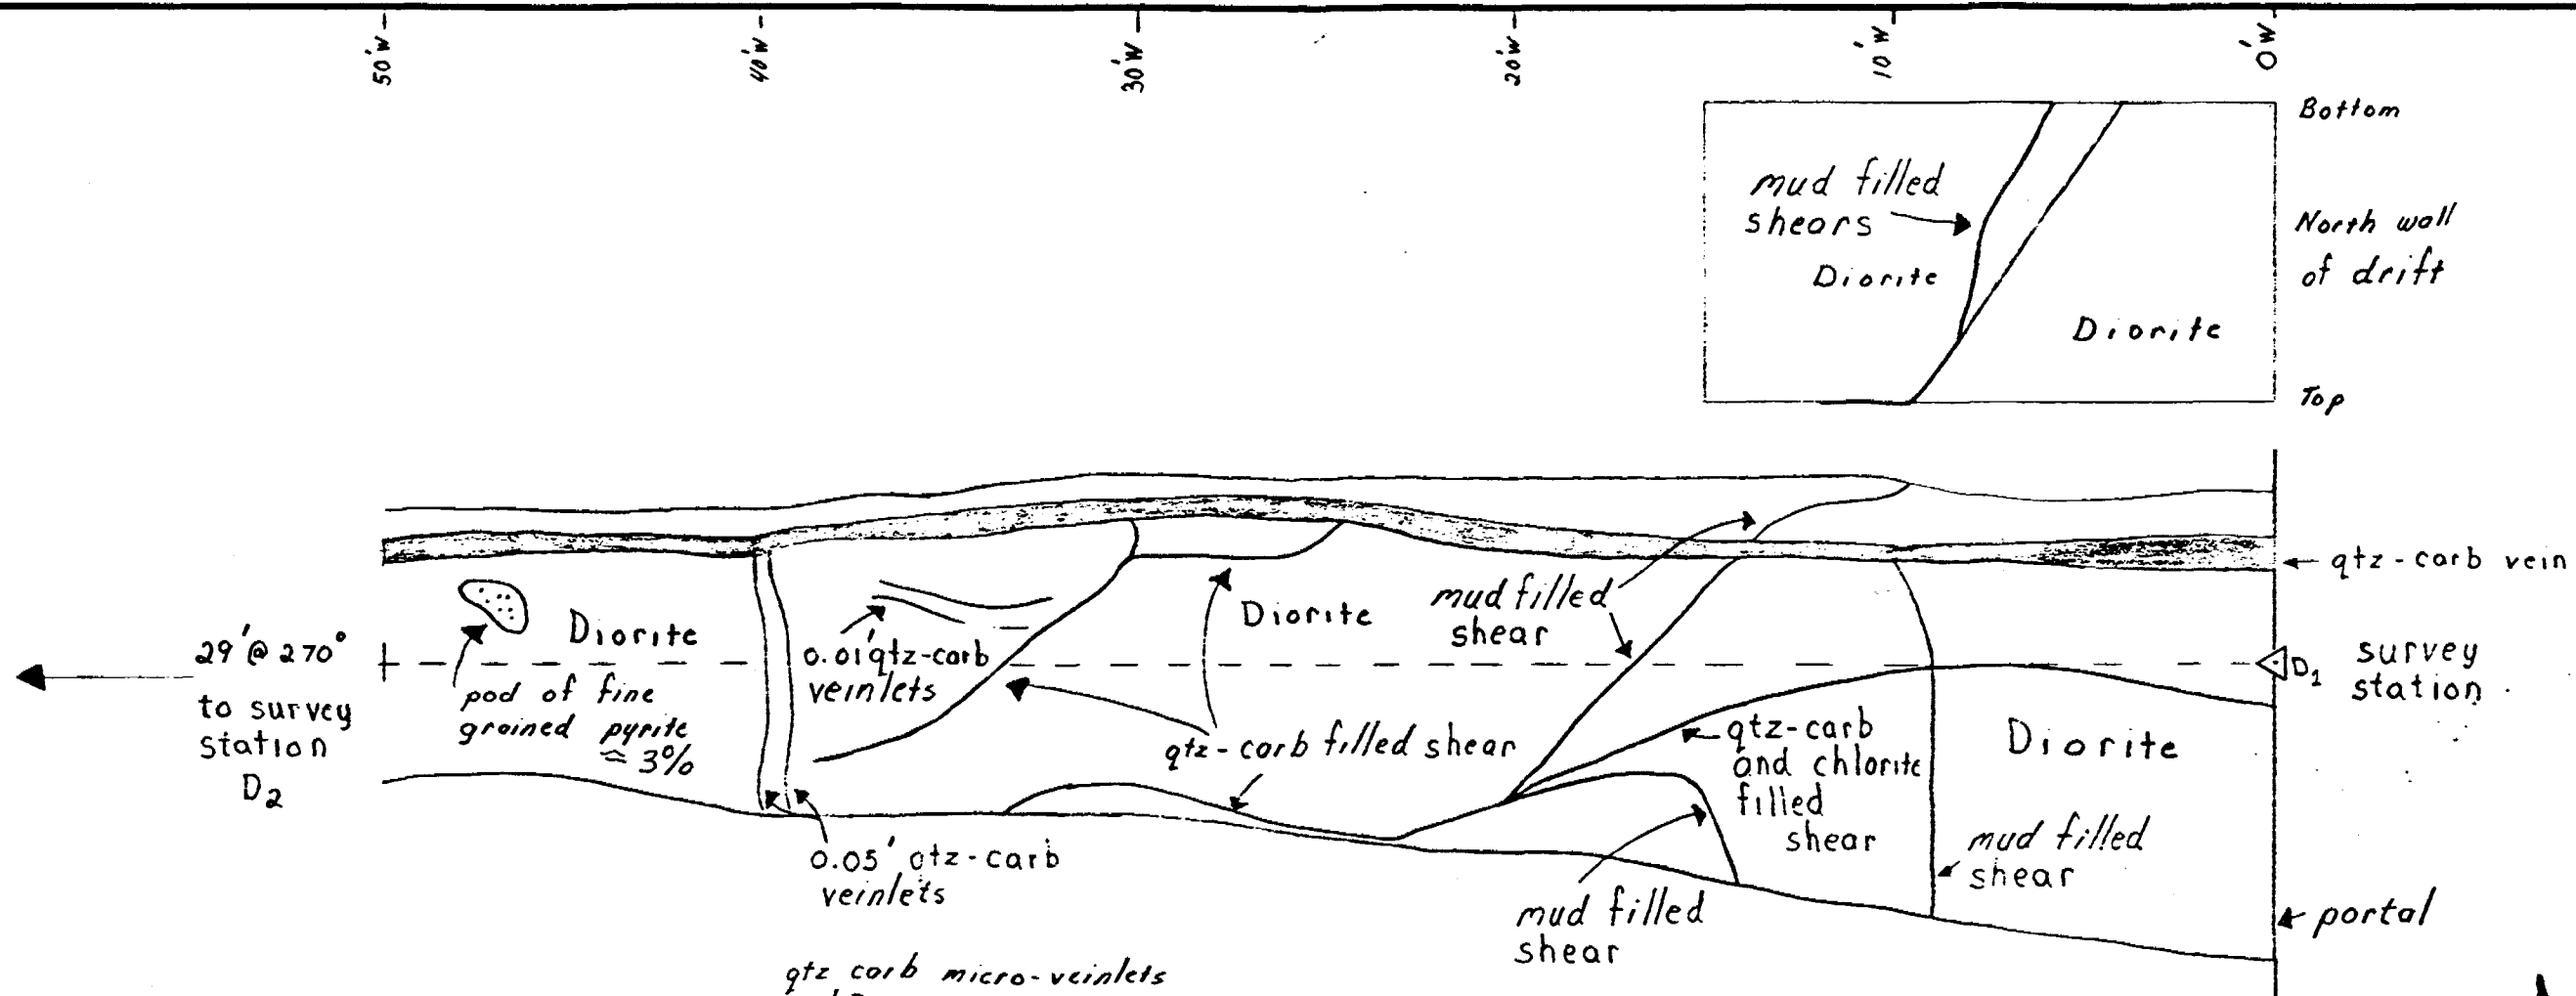 50'W
40'W
30'W
20'W
10'W
0'W
Bottom
mud filled
shears
North wall
of drift
Diorite
Diorite
Top
qtz-carb vein
mud filled
shear
Diorite
Diorite
29'@ 270°
to survey
station
D2
0.01'qtz-carb
veinlets
D1
survey
station
pod of fine
grained pyrite
≈ 3%
qtz-carb filled shear
qtz-carb
and chlorite
filled
shear
Diorite
0.05' qtz-carb
veinlets
mud filled
shear
mud filled
shear
portal
qtz carb micro-veinlets